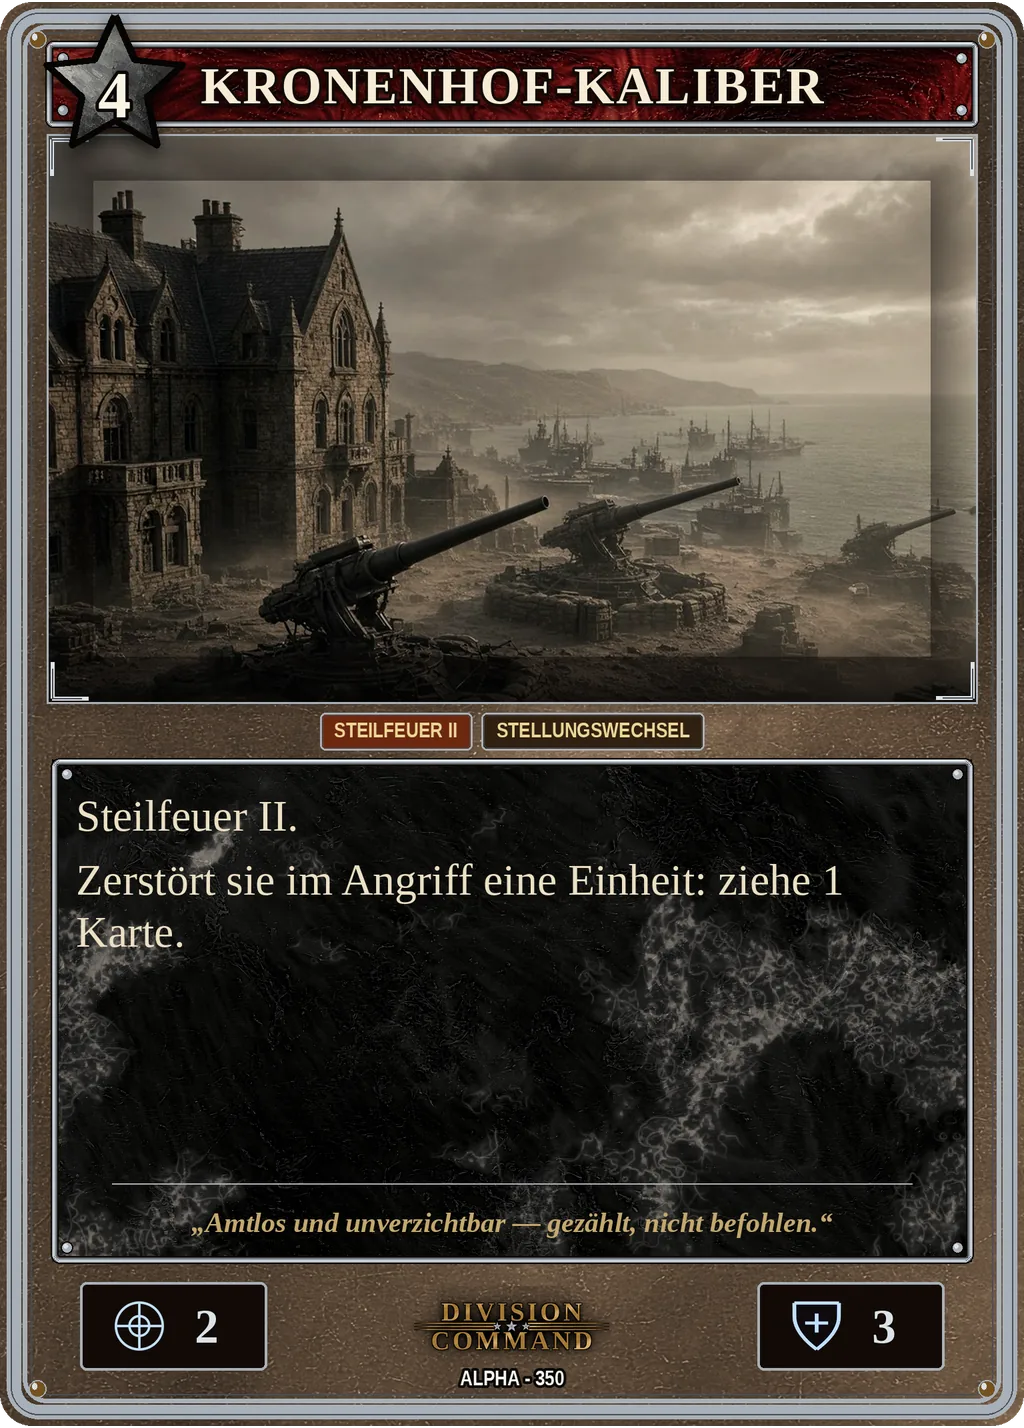 4
KRONENHOF-KALIBER
STEILFEUER II
STELLUNGSWECHSEL
Steilfeuer II.
Zerstört sie im Angriff eine Einheit: ziehe 1
Karte.
„Amtlos und unverzichtbar — gezählt, nicht befohlen.“
2
DIVISION
COMMAND
3
ALPHA - 350